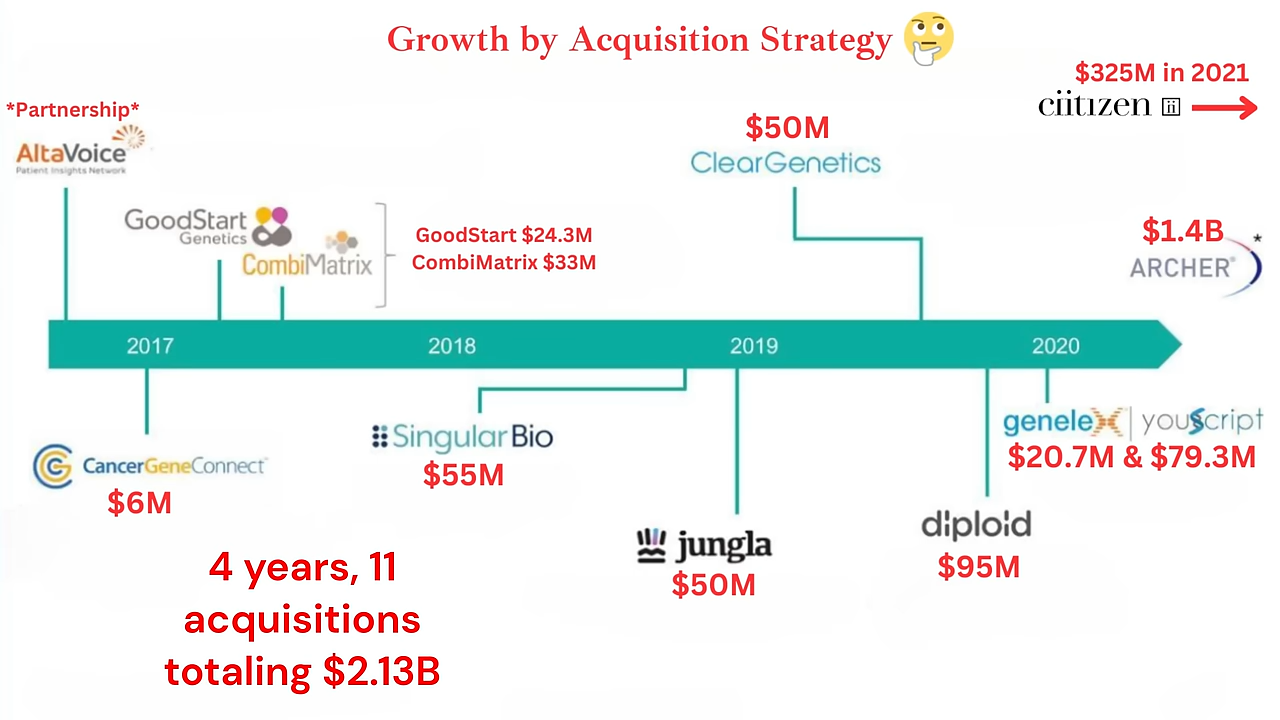 Growth by Acquisition Strategy 🤔
$325M in 2021
ciitizen
*Partnership*
AltaVoice
Patient Insights Network
$50M
ClearGenetics
GoodStart
Genetics
CombiMatrix
GoodStart $24.3M
CombiMatrix $33M
$1.4B
ARCHER® *
2017 2018 2019 2020
CancerGeneConnect™
$6M
SingularBio
$55M
jungla
$50M
diploid
$95M
geneleX | youscript
$20.7M & $79.3M
4 years, 11
acquisitions
totaling $2.13B